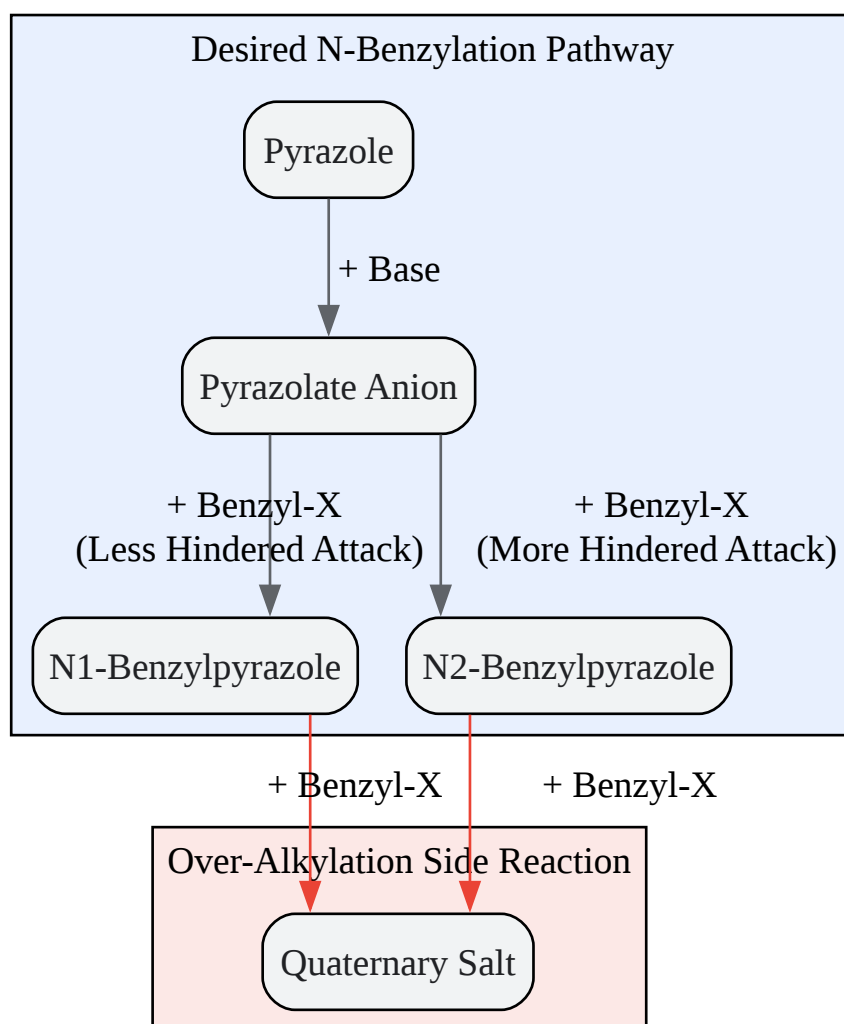 Desired N-Benzylation Pathway
Pyrazole
+ Base
Pyrazolate Anion
+ Benzyl-X
(Less Hindered Attack)
+ Benzyl-X
(More Hindered Attack)
N1-Benzylpyrazole
N2-Benzylpyrazole
+ Benzyl-X
+ Benzyl-X
Over-Alkylation Side Reaction
Quaternary Salt